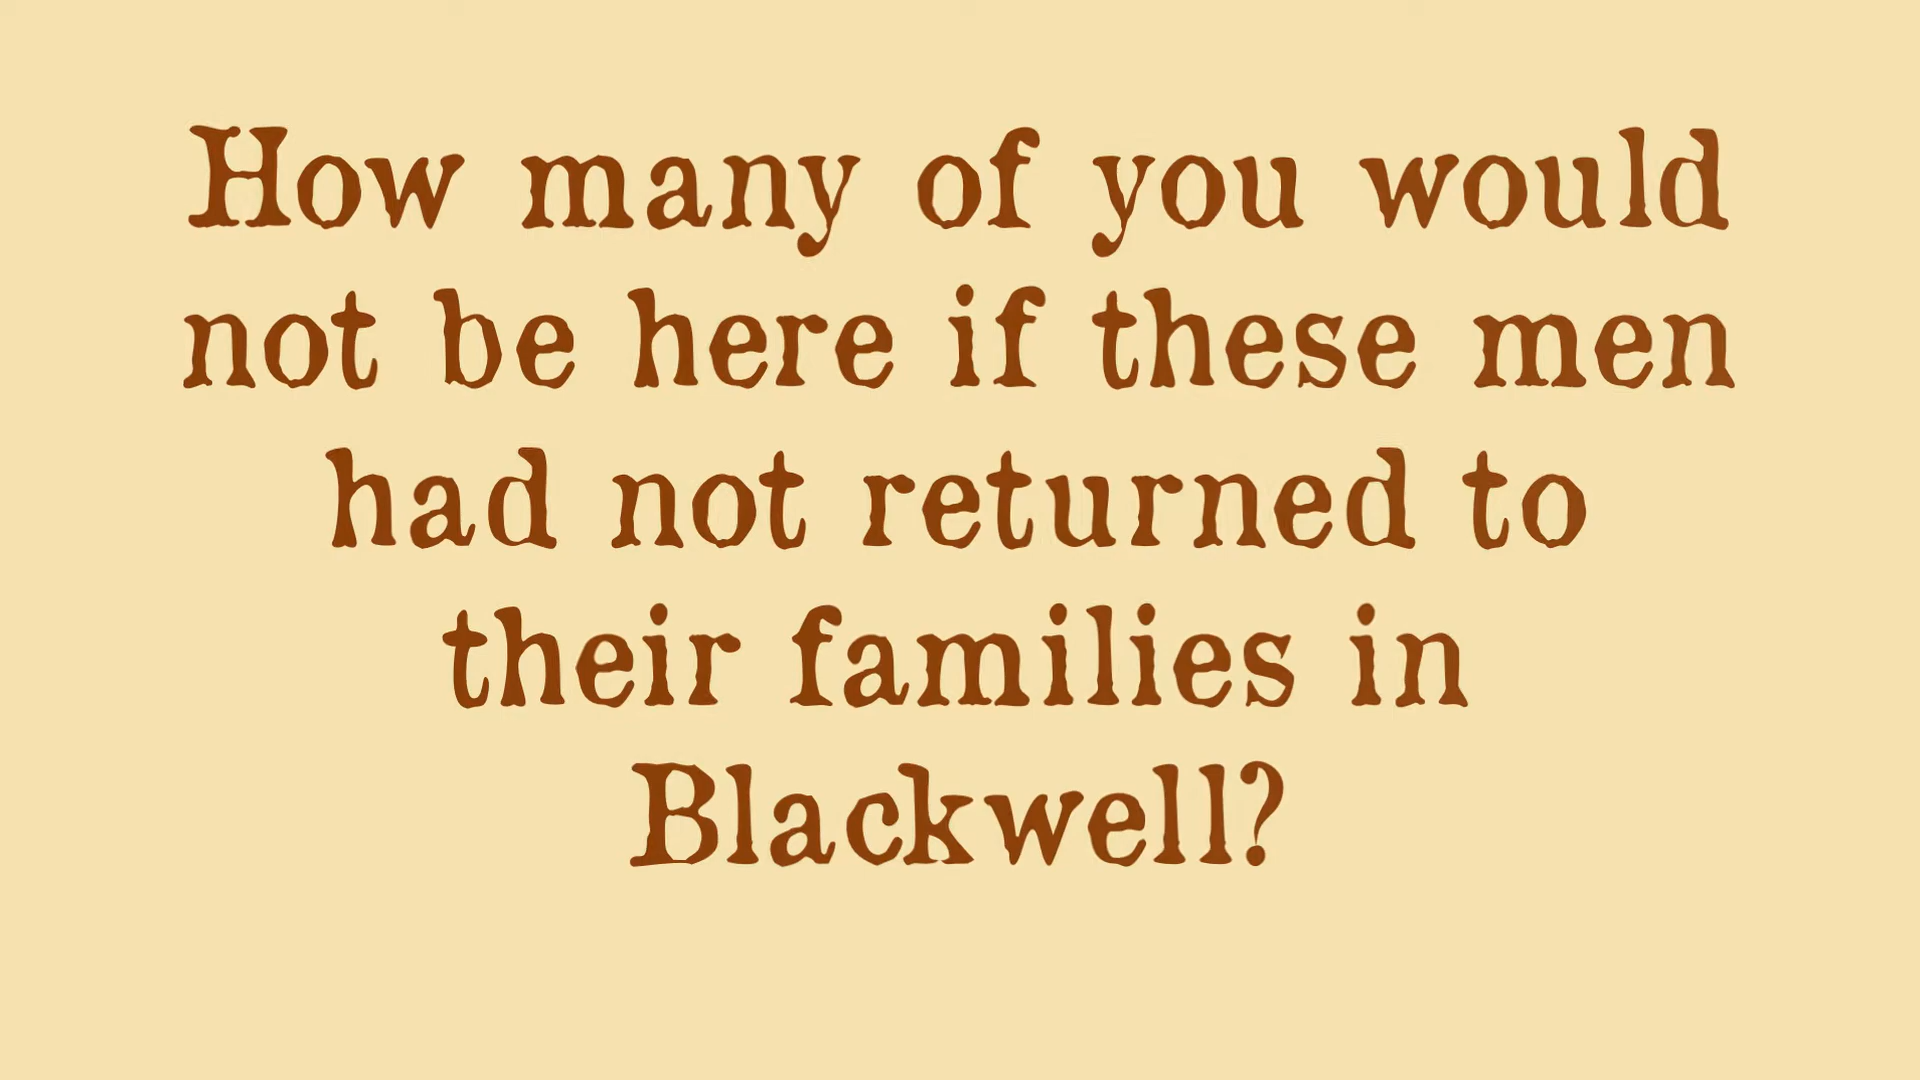 How many of you would
not be here if these men
had not returned to
their families in
Blackwell?